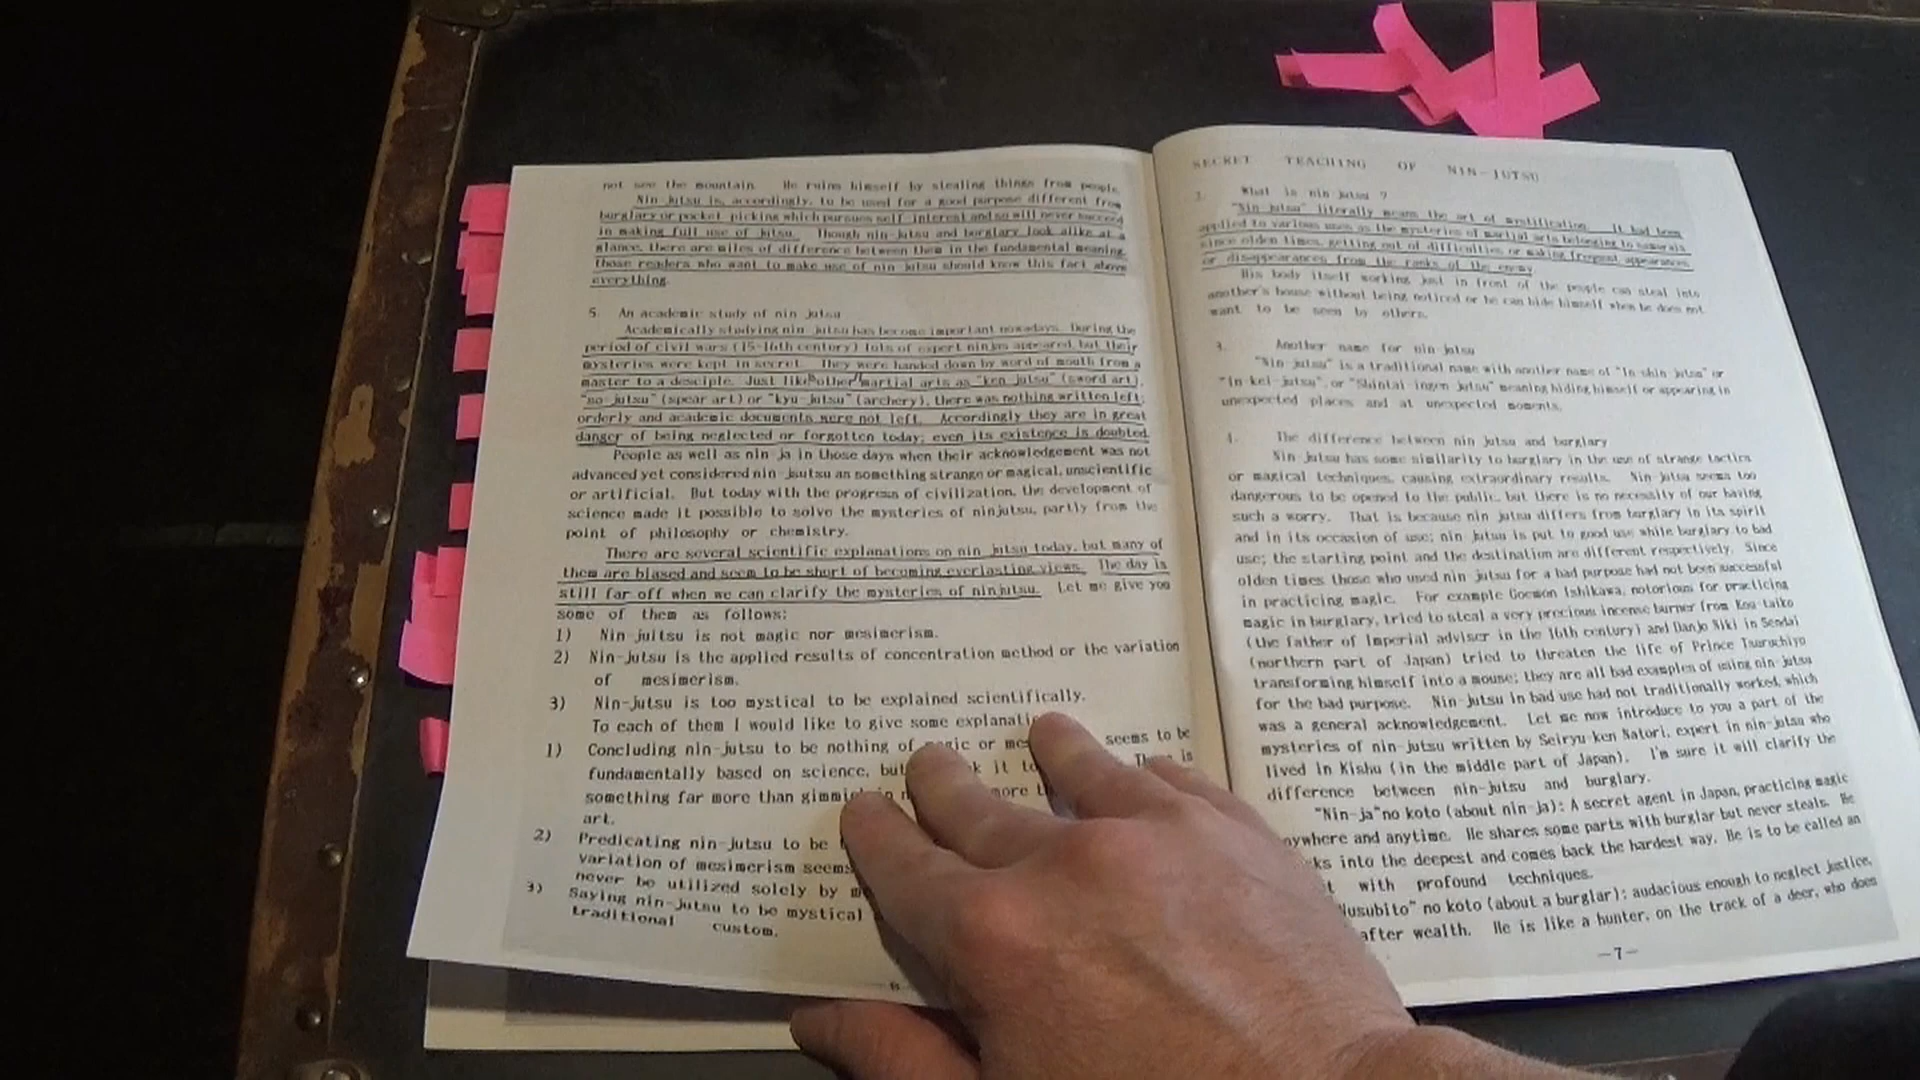 not see the mountain. He ruins himself by stealing things from people.
Nin jutsu is, accordingly, to be used for a good purpose different from
burglary or pocket picking which pursues self interest and so will never succeed
in making full use of jutsu. Though nin-jutsu and burglary look alike at a
glance, there are miles of difference between them in the fundamental meaning.
those readers who want to make use of nin jutsu should know this fact above
everything.
5. An academic study of nin jutsu
Academically studying nin jutsu has become important nowadays. During the
period of civil wars (15-16th century) lots of expert ninjas appeared, but their
mysteries were kept in secret. They were handed down by word of mouth from a
master to a desciple. Just like "other" martial arts as "ken jutsu" (sword art),
"so-jutsu" (spear art) or "kyu-jutsu" (archery), there was nothing written left;
orderly and academic documents were not left. Accordingly they are in great
danger of being neglected or forgotten today; even its existence is doubted.
People as well as nin ja in those days when their acknowledgement was not
advanced yet considered nin-jsutsu as something strange or magical, unscientific
or artificial. But today with the progress of civilization, the development of
science made it possible to solve the mysteries of ninjutsu, partly from the
point of philosophy or chemistry.
There are several scientific explanations on nin jutsu today, but many of
them are biased and seem to be short of becoming everlasting views. The day is
still far off when we can clarify the mysteries of ninjutsu. Let me give you
some of them as follows:
1) Nin juitsu is not magic nor mesimerism.
2) Nin-jutsu is the applied results of concentration method or the variation
of mesimerism.
3) Nin-jutsu is too mystical to be explained scientifically.
To each of them I would like to give some
1) Concluding nin-jutsu to be nothing of magic or seems to be
fundamentally based on science, but it
something far more than more
art.
2) Predicating nin-jutsu to be
variation of mesimerism seems
never be utilized solely by
3) Saying nin-jutsu to be mystical
traditional custom.
SECRET TEACHING OF NIN-JUTSU
What is nin jutsu ?
"Nin-jutsu" literally means the art of mystification. It had been
applied to various uses as the mysteries of martial arts belonging to samurais
since olden times, getting out of difficulties or making frequent appearances
or disappearances from the ranks of the enemy.
His body itself working just in front of the people can steal into
another's house without being noticed or he can hide himself when he does not
want to be seen by others.
3. Another name for nin-jutsu
"Nin jutsu" is a traditional name with another name of "In-shin jutsu" or
"In-kei-jutsu", or "Shintai-ingen jutsu" meaning hiding himself or appearing in
unexpected places and at unexpected moments.
4. The difference between nin jutsu and burglary
Nin jutsu has some similarity to burglary in the use of strange tactics
or magical techniques, causing extraordinary results. Nin-jutsu seems too
dangerous to be opened to the public, but there is no necessity of our having
such a worry. That is because nin jutsu differs from burglary in its spirit
and in its occasion of use; nin jutsu is put to good use while burglary to bad
use; the starting point and the destination are different respectively. Since
olden times those who used nin jutsu for a bad purpose had not been successful
in practicing magic. For example Goemon Ishikawa, notorious for practicing
magic in burglary, tried to steal a very precious incense burner from Kou-taiko
(the father of Imperial adviser in the 16th century) and Danjo Niki in Sendai
(northern part of Japan) tried to threaten the life of Prince Tsuruchiyo
transforming himself into a mouse; they are all bad examples of using nin-jutsu
for the bad purpose. Nin-jutsu in bad use had not traditionally worked, which
was a general acknowledgement. Let me now introduce to you a part of the
mysteries of nin-jutsu written by Seiryu-ken Natori, expert in nin-jutsu who
lived in Kishu (in the middle part of Japan). I'm sure it will clarify the
difference between nin-jutsu and burglary.
"Nin-ja"no koto (about nin-ja): A secret agent in Japan, practicing magic
anywhere and anytime. He shares some parts with burglar but never steals. He
into the deepest and comes back the hardest way. He is to be called an
with profound techniques.
"Nusubito" no koto (about a burglar); audacious enough to neglect justice,
after wealth. He is like a hunter, on the track of a deer, who does
—7—